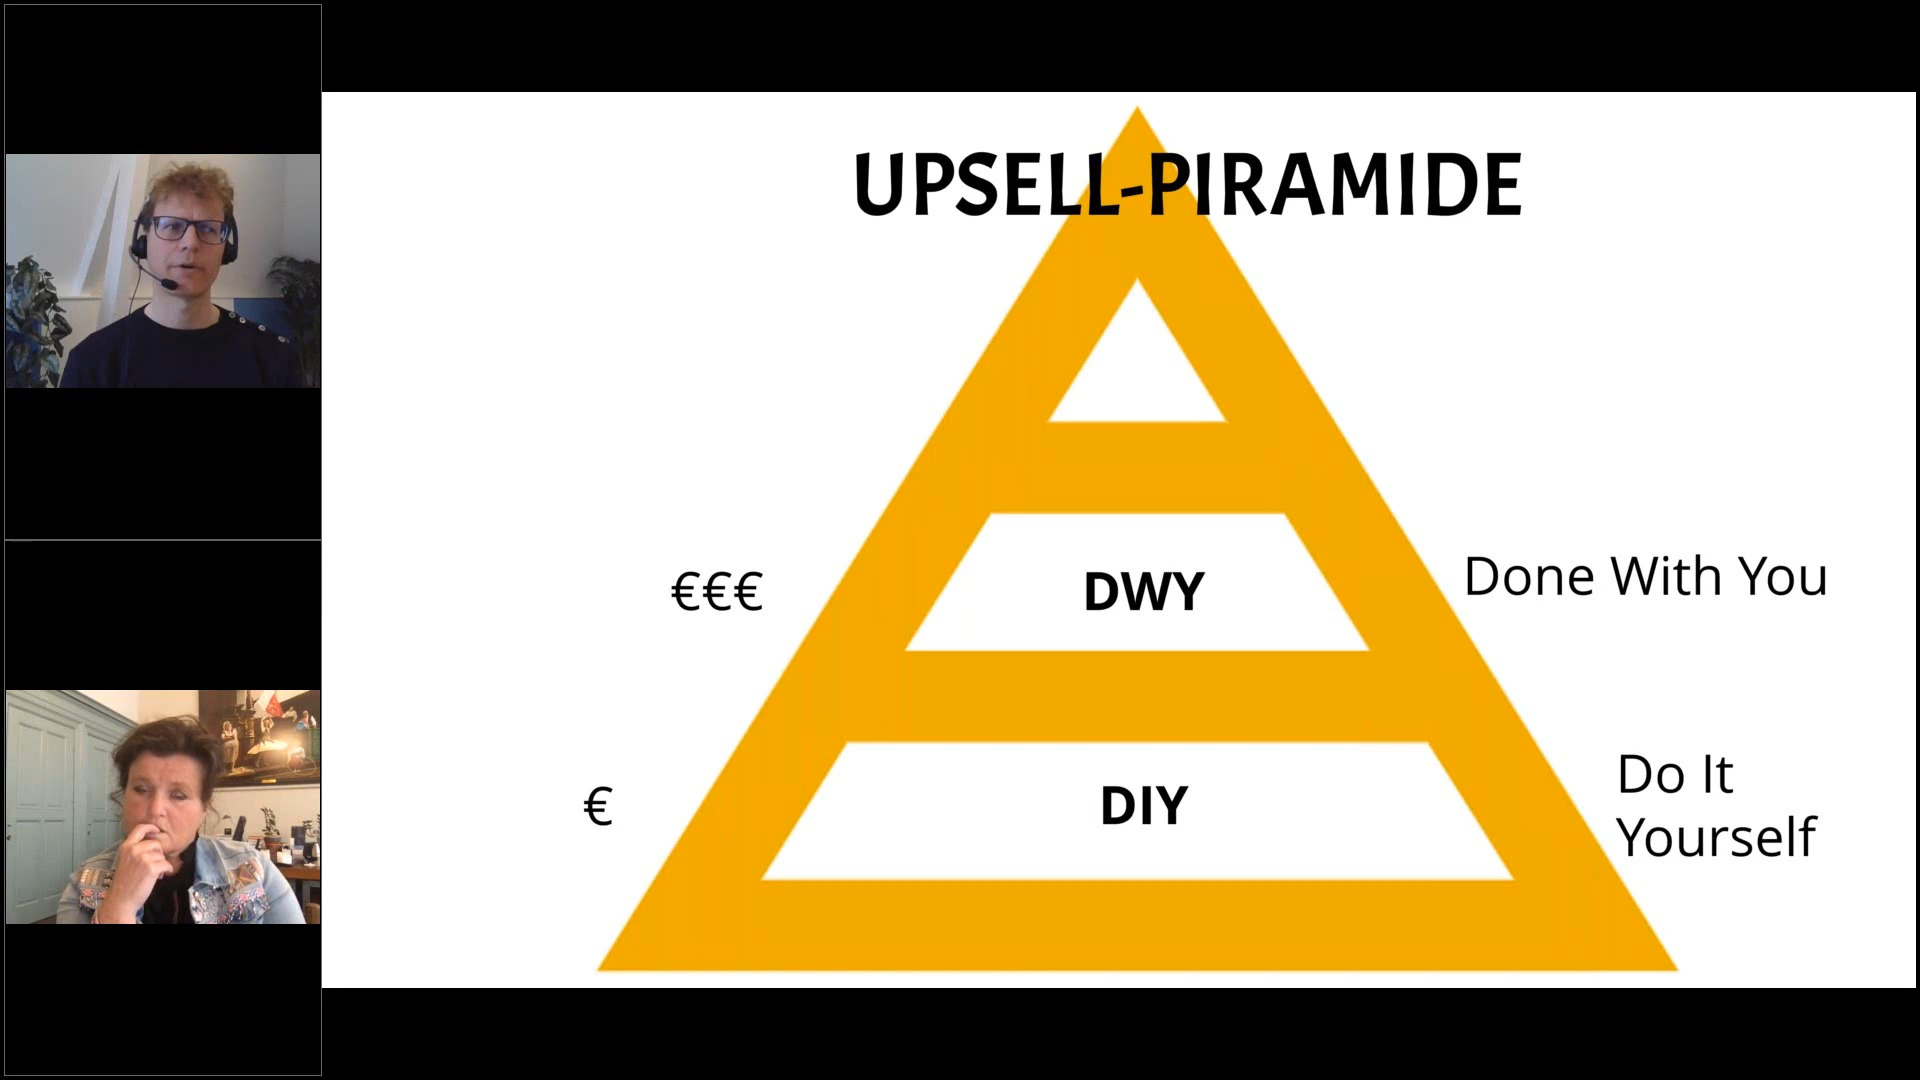 UPSELL-PIRAMIDE
€€€
DWY
Done With You
€
DIY
Do It
Yourself